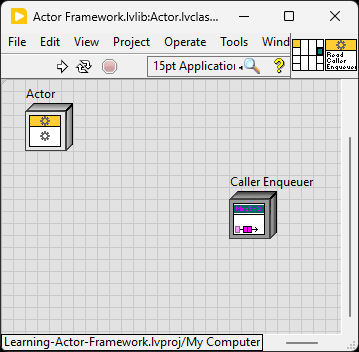 Actor Framework.lvlib:Actor.lvclas
File Edit View Project Operate Tools Wind
15pt Application
Read
Caller
Enqueuer
Actor
Caller Enqueuer
Learning-Actor-Framework.lvproj/My Computer